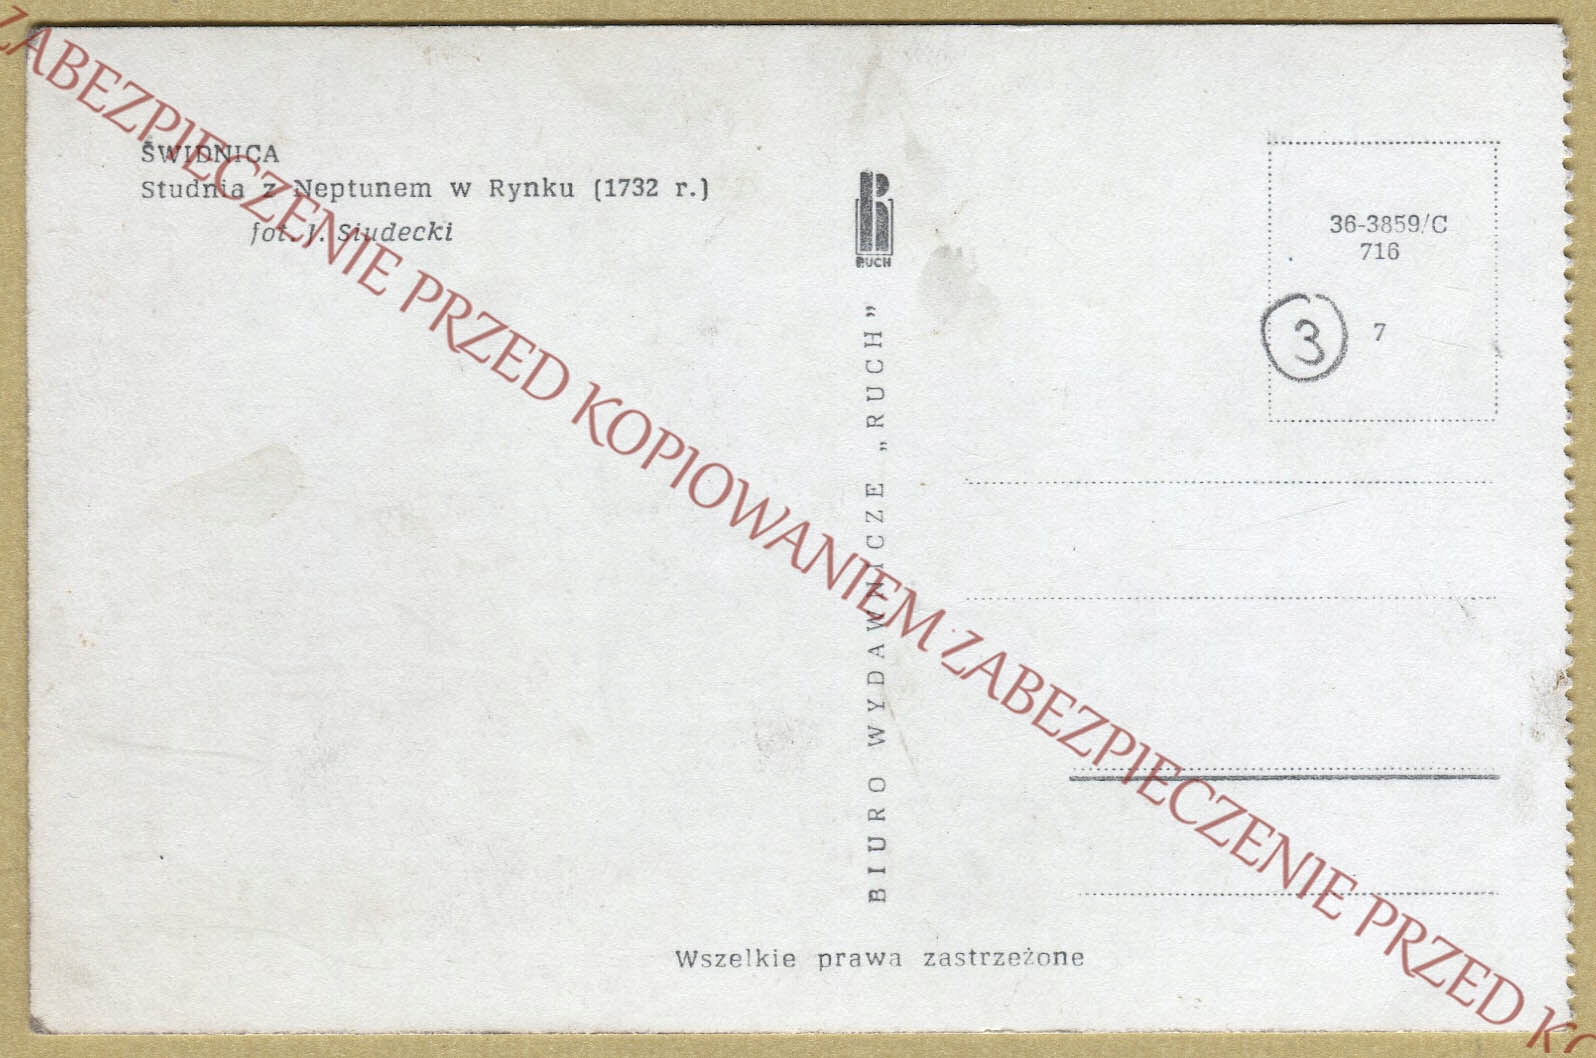 ŚWIDNICA
Studnia z Neptunem w Rynku (1732 r.)
fot. J. Siudecki
RUCH
BIURO WYDAWNICZE „RUCH”
36-3859/C
716
3
7
Wszelkie prawa zastrzeżone
ZABEZPIECZENIE PRZED KOPIOWANIEM ZABEZPIECZENIE PRZED KO